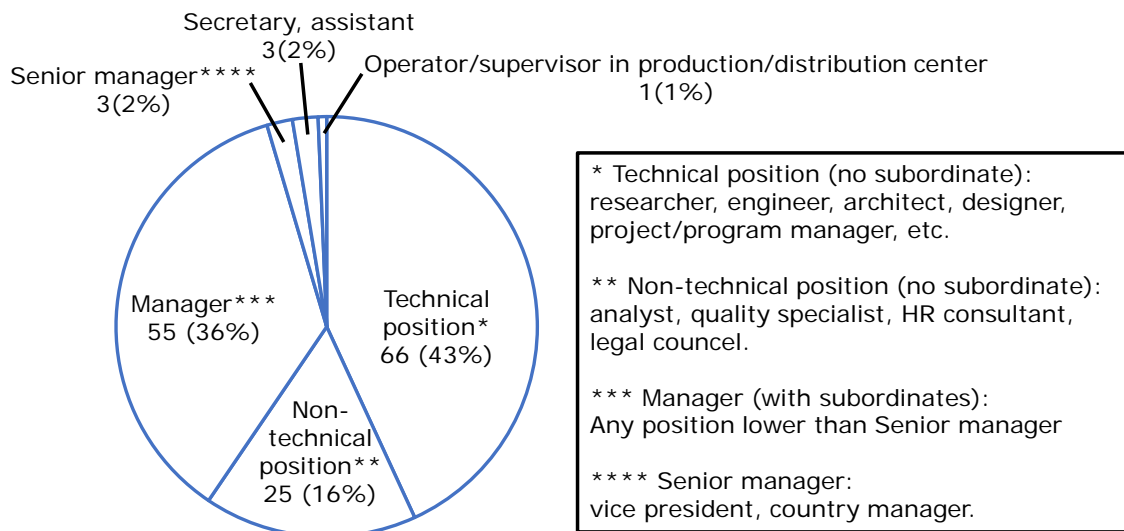 Secretary, assistant
3(2%)
Senior manager****
3(2%)
Operator/supervisor in production/distribution center
1(1%)
Manager***
55 (36%)
Technical
position*
66 (43%)
Non-
technical
position**
25 (16%)
* Technical position (no subordinate):
researcher, engineer, architect, designer,
project/program manager, etc.
** Non-technical position (no subordinate):
analyst, quality specialist, HR consultant,
legal councel.
*** Manager (with subordinates):
Any position lower than Senior manager
**** Senior manager:
vice president, country manager.